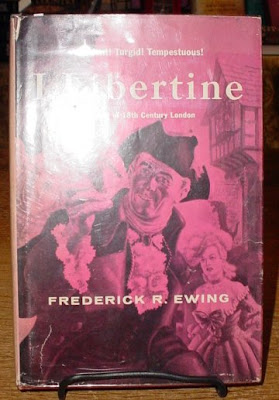 Turgid! Tempestuous!
I, Libertine
18th Century London
FREDERICK R. EWING